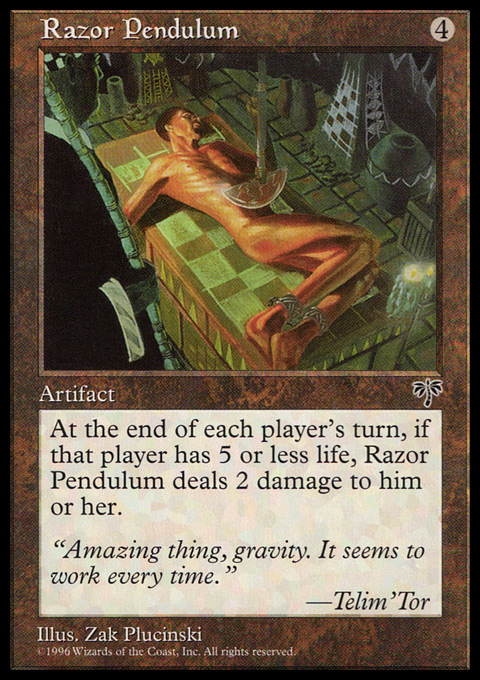 Razor Pendulum 4
Artifact
At the end of each player's turn, if
that player has 5 or less life, Razor
Pendulum deals 2 damage to him
or her.
“Amazing thing, gravity. It seems to
work every time.”
—Telim'Tor
Illus. Zak Plucinski
©1996 Wizards of the Coast, Inc. All rights reserved.